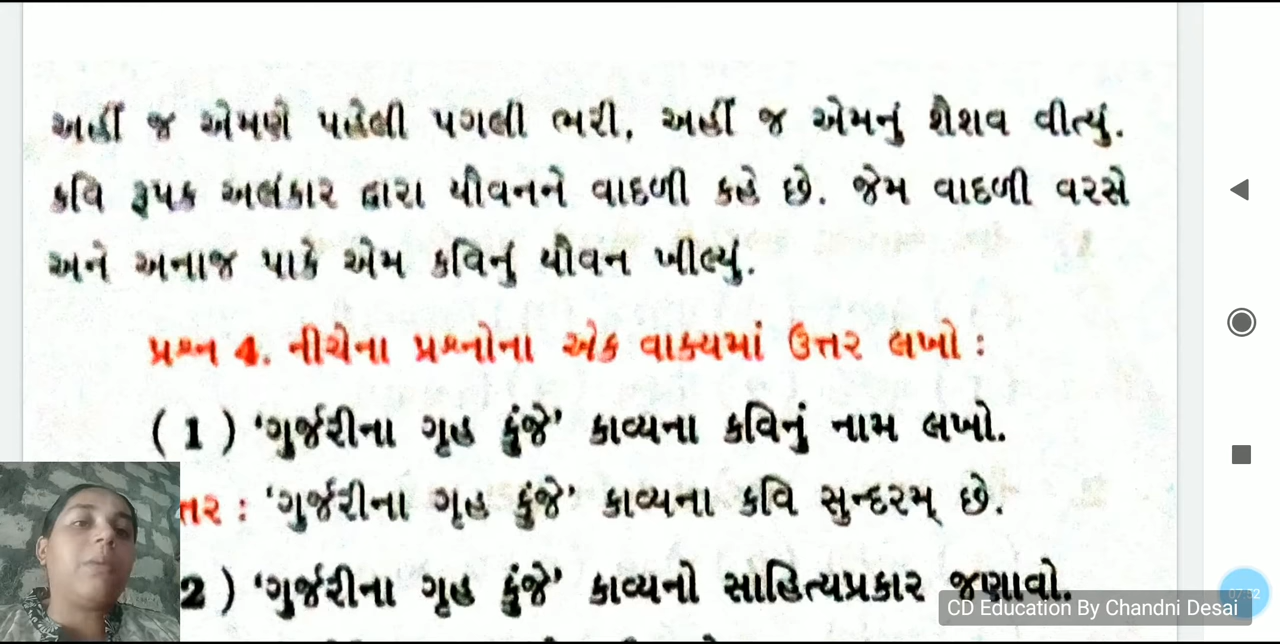 અહીં જ એમણે પહેલી પગલી ભરી, અહીં જ એમનું શૈશવ વીત્યું.
કવિ રૂપક અલંકાર દ્વારા યૌવનને વાદળી કહે છે. જેમ વાદળી વરસે
અને અનાજ પાકે એમ કવિનું યૌવન ખીલ્યું.
પ્રશ્ન 4. નીચેના પ્રશ્નોના એક વાક્યમાં ઉત્તર લખો :
( 1 ) ‘ગુર્જરીના ગૃહ કુંજે’ કાવ્યના કવિનું નામ લખો.
ત્તર : ‘ગુર્જરીના ગૃહ કુંજે’ કાવ્યના કવિ સુન્દરમ્ છે.
2 ) ‘ગુર્જરીના ગૃહ કુંજે’ કાવ્યનો સાહિત્યપ્રકાર જણાવો.
CD Education By Chandni Desai
07:32